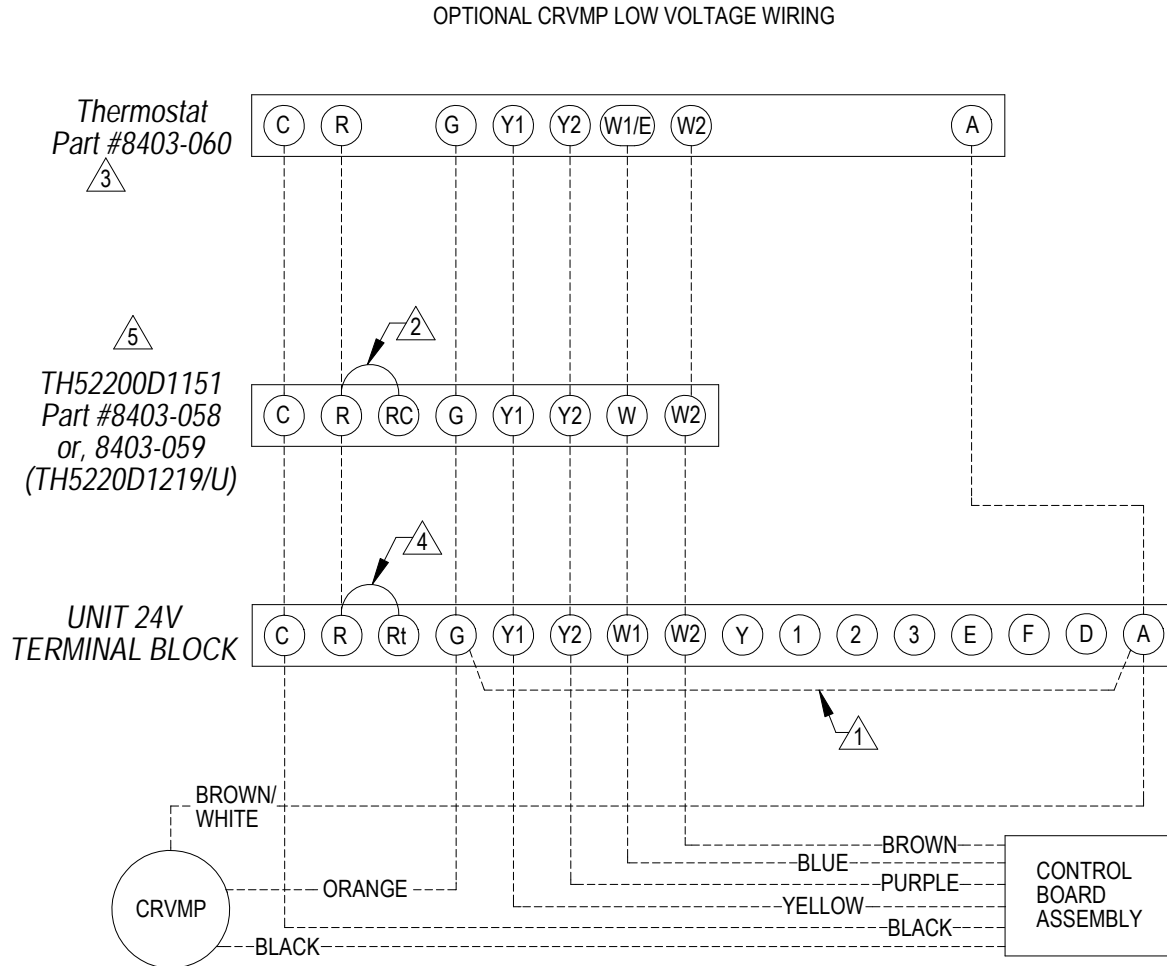 OPTIONAL CRVMP LOW VOLTAGE WIRING
Thermostat
Part #8403-060
3
C R G Y1 Y2 W1/E W2 A
5
2
TH52200D1151
Part #8403-058
or, 8403-059
(TH5220D1219/U)
C R RC G Y1 Y2 W W2
4
UNIT 24V
TERMINAL BLOCK
C R Rt G Y1 Y2 W1 W2 Y 1 2 3 E F D A
1
BROWN/
WHITE
BROWN
BLUE
PURPLE
ORANGE
YELLOW
BLACK
BLACK
CRVMP
CONTROL
BOARD
ASSEMBLY